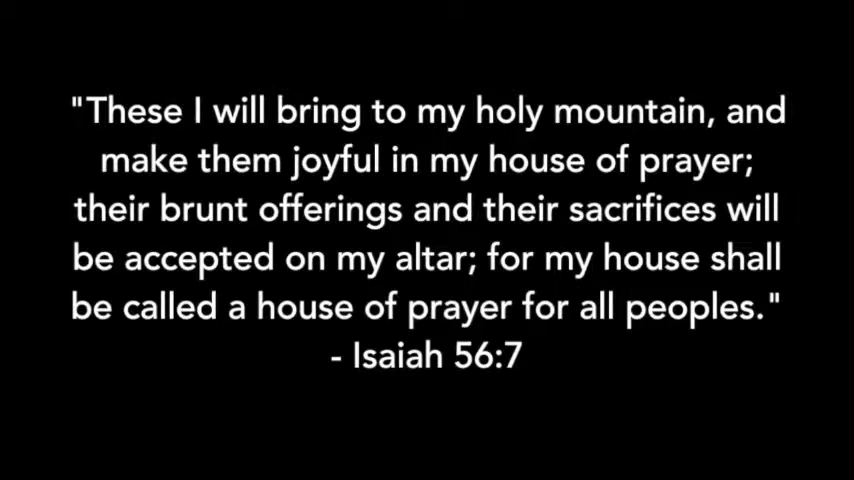 "These I will bring to my holy mountain, and
make them joyful in my house of prayer;
their brunt offerings and their sacrifices will
be accepted on my altar; for my house shall
be called a house of prayer for all peoples."
- Isaiah 56:7